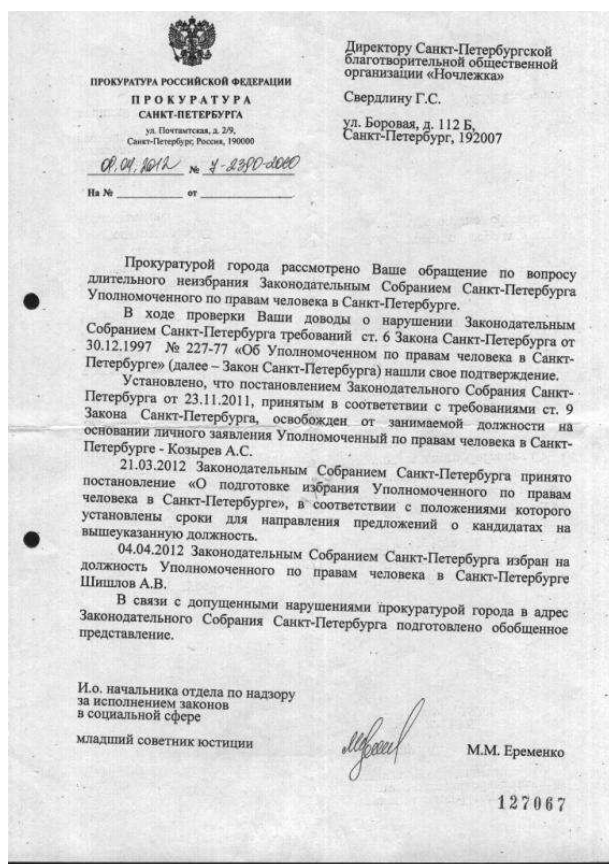 ПРОКУРАТУРА РОССИЙСКОЙ ФЕДЕРАЦИИ
ПРОКУРАТУРА
САНКТ-ПЕТЕРБУРГА
ул. Почтамтская, д. 2/9,
Санкт-Петербург, Россия, 190000
09.04.2012 № 7-2390-2000
На № от
Директору Санкт-Петербургской
благотворительной общественной
организации «Ночлежка»
Свердлину Г.С.
ул. Боровая, д. 112 Б,
Санкт-Петербург, 192007
Прокуратурой города рассмотрено Ваше обращение по вопросу
длительного неизбрания Законодательным Собранием Санкт-Петербурга
Уполномоченного по правам человека в Санкт-Петербурге.
В ходе проверки Ваши доводы о нарушении Законодательным
Собранием Санкт-Петербурга требований ст. 6 Закона Санкт-Петербурга от
30.12.1997 № 227-77 «Об Уполномоченном по правам человека в Санкт-
Петербурге» (далее – Закон Санкт-Петербурга) нашли свое подтверждение.
Установлено, что постановлением Законодательного Собрания Санкт-
Петербурга от 23.11.2011, принятым в соответствии с требованиями ст. 9
Закона Санкт-Петербурга, освобожден от занимаемой должности на
основании личного заявления Уполномоченный по правам человека в Санкт-
Петербурге - Козырев А.С.
21.03.2012 Законодательным Собранием Санкт-Петербурга принято
постановление «О подготовке избрания Уполномоченного по правам
человека в Санкт-Петербурге», в соответствии с положениями которого
установлены сроки для направления предложений о кандидатах на
вышеуказанную должность.
04.04.2012 Законодательным Собранием Санкт-Петербурга избран на
должность Уполномоченного по правам человека в Санкт-Петербурге
Шишлов А.В.
В связи с допущенными нарушениями прокуратурой города в адрес
Законодательного Собрания Санкт-Петербурга подготовлено обобщенное
представление.
И.о. начальника отдела по надзору
за исполнением законов
в социальной сфере
младший советник юстиции
М.М. Еременко
127067